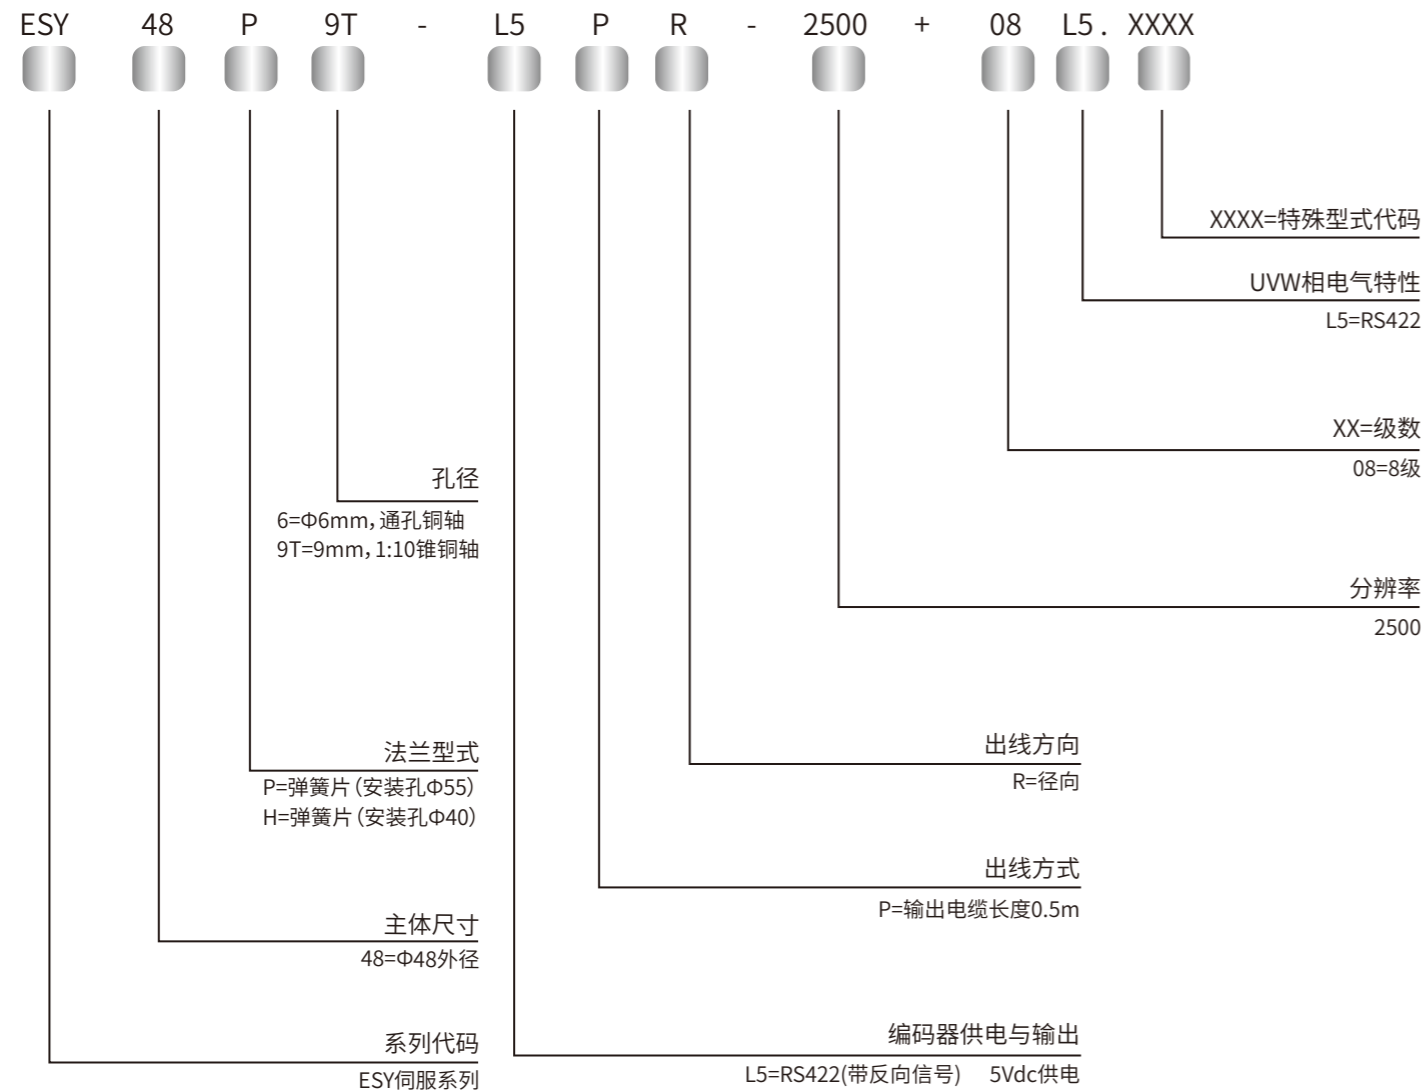 ESY 48 P 9T - L5 P R - 2500 + 08 L5 . XXXX
XXXX=特殊型式代码
UVW相电气特性
L5=RS422
XX=级数
08=8级
孔径
6=Φ6mm，通孔铜轴
9T=9mm，1:10锥铜轴
分辨率
2500
出线方向
R=径向
法兰型式
P=弹簧片（安装孔Φ55）
H=弹簧片（安装孔Φ40）
出线方式
P=输出电缆长度0.5m
主体尺寸
48=Φ48外径
编码器供电与输出
L5=RS422(带反向信号) 5Vdc供电
系列代码
ESY伺服系列